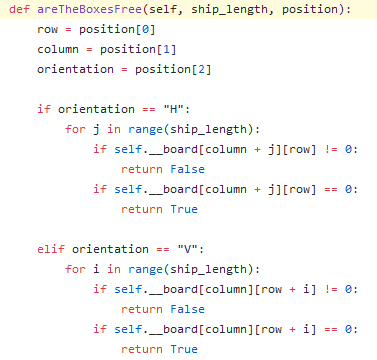 def areTheBoxesFree(self, ship_length, position):
    row = position[0]
    column = position[1]
    orientation = position[2]

    if orientation == "H":
        for j in range(ship_length):
            if self.__board[column + j][row] != 0:
                return False
            if self.__board[column + j][row] == 0:
                return True

    elif orientation == "V":
        for i in range(ship_length):
            if self.__board[column][row + i] != 0:
                return False
            if self.__board[column][row + i] == 0:
                return True